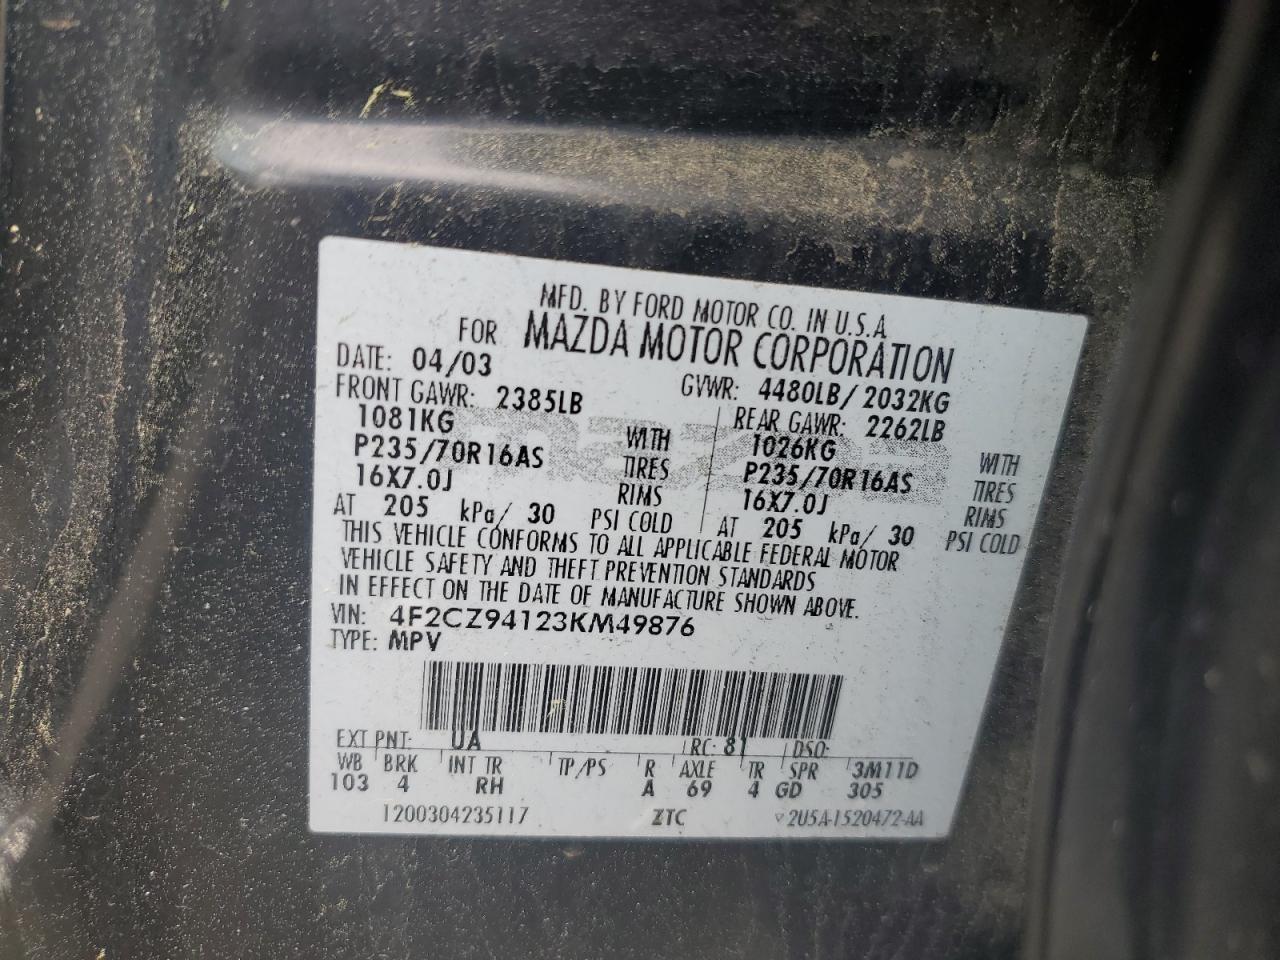 MFD. BY FORD MOTOR CO. IN U.S.A
FOR MAZDA MOTOR CORPORATION
DATE: 04/03 GVWR: 4480LB/2032KG
FRONT GAWR: 2385LB REAR GAWR: 2262LB
1081KG WITH 1026KG WITH
P235/70R16AS TIRES P235/70R16AS TIRES
16X7.0J RIMS 16X7.0J RIMS
AT 205 kPa/ 30 PSI COLD AT 205 kPa/ 30 PSI COLD
THIS VEHICLE CONFORMS TO ALL APPLICABLE FEDERAL MOTOR
VEHICLE SAFETY AND THEFT PREVENTION STANDARDS
IN EFFECT ON THE DATE OF MANUFACTURE SHOWN ABOVE.
VIN: 4F2CZ94123KM49876
TYPE: MPV
EXT PNT: UA RC: 81 DSO:
WB BRK INT TR TP/PS R AXLE TR SPR 3M11D
103 4 RH A 69 4 GD 305
1200304235117 ZTC 2U5A-1520472-AA